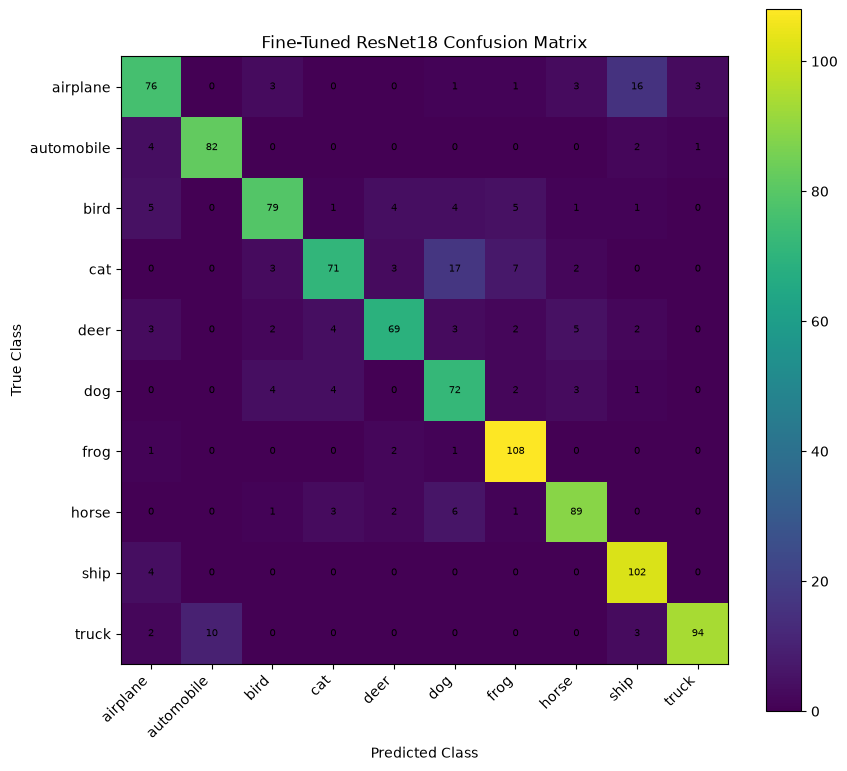 Fine-Tuned ResNet18 Confusion Matrix
airplane 76 0 3 0 0 1 1 3 16 3
automobile 4 82 0 0 0 0 0 0 2 1
bird 5 0 79 1 4 4 5 1 1 0
cat 0 0 3 71 3 17 7 2 0 0
deer 3 0 2 4 69 3 2 5 2 0
dog 0 0 4 4 0 72 2 3 1 0
frog 1 0 0 0 2 1 108 0 0 0
horse 0 0 1 3 2 6 1 89 0 0
ship 4 0 0 0 0 0 0 0 102 0
truck 2 10 0 0 0 0 0 0 3 94
True Class
airplane automobile bird cat deer dog frog horse ship truck
Predicted Class
100
80
60
40
20
0